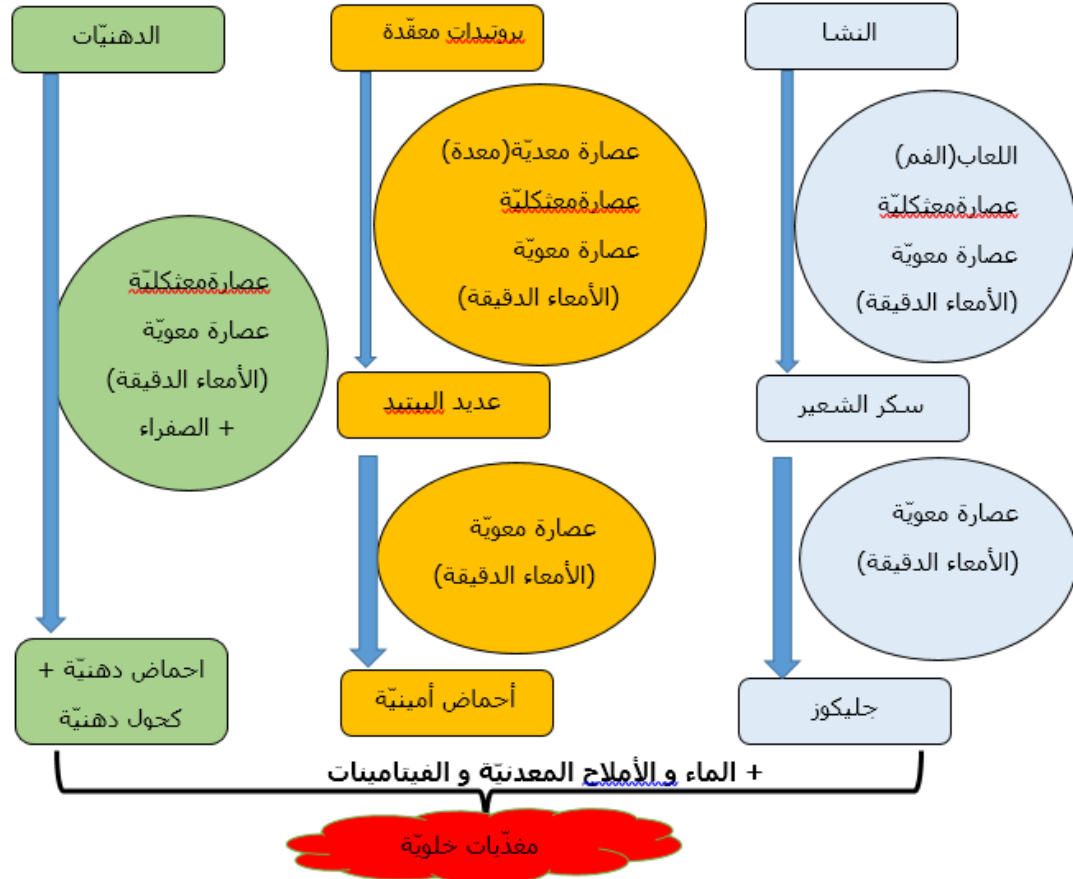 النشا
بروتيدات معقّدة
الدهنيّات
اللعاب(الفم)
عصارةمعثكليّة
عصارة معويّة
(الأمعاء الدقيقة)
عصارة معديّة(معدة)
عصارةمعثكليّة
عصارة معويّة
(الأمعاء الدقيقة)
عصارةمعثكليّة
عصارة معويّة
(الأمعاء الدقيقة)
+ الصفراء
سكر الشعير
عديد الببتيد
عصارة معويّة
(الأمعاء الدقيقة)
عصارة معويّة
(الأمعاء الدقيقة)
جليكوز
أحماض أمينيّة
احماض دهنيّة +
كحول دهنيّة
+ الماء و الأملاح المعدنيّة و الفيتامينات
مغذّيات خلويّة